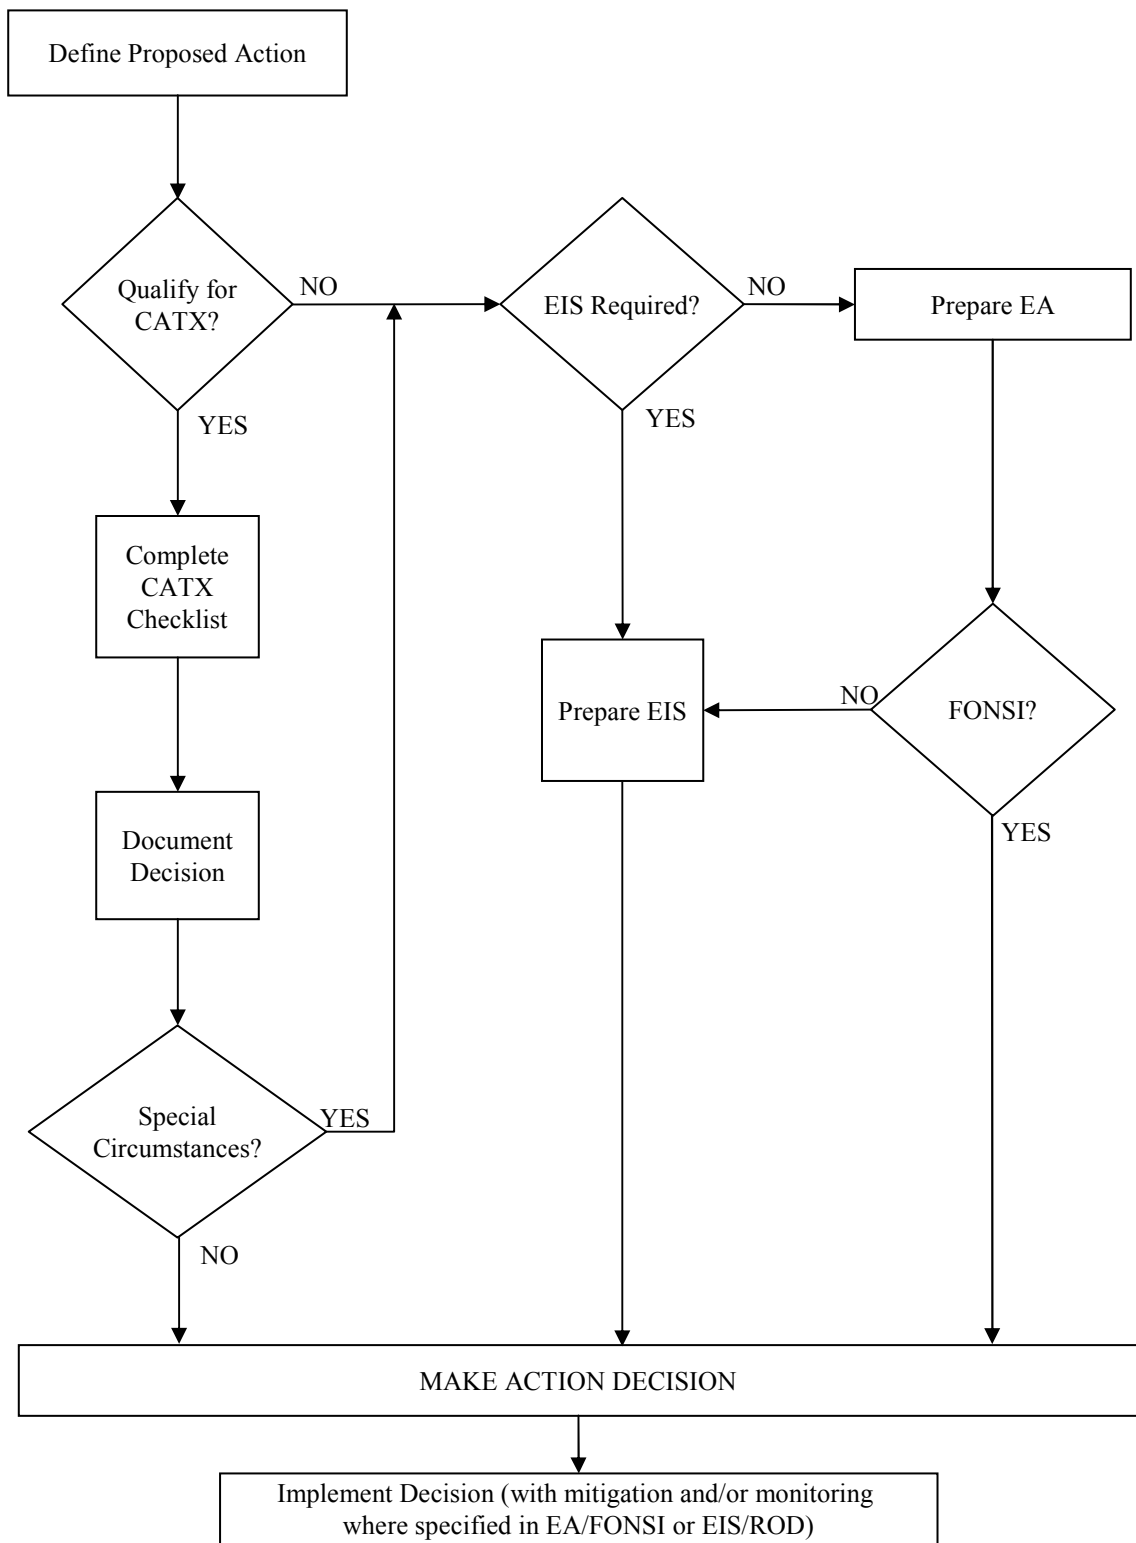 Define Proposed Action
Qualify for
CATX?
NO
YES
EIS Required?
NO
YES
Prepare EA
Complete
CATX
Checklist
Prepare EIS
NO
FONSI?
YES
Document
Decision
Special
Circumstances?
YES
NO
MAKE ACTION DECISION
Implement Decision (with mitigation and/or monitoring
where specified in EA/FONSI or EIS/ROD)